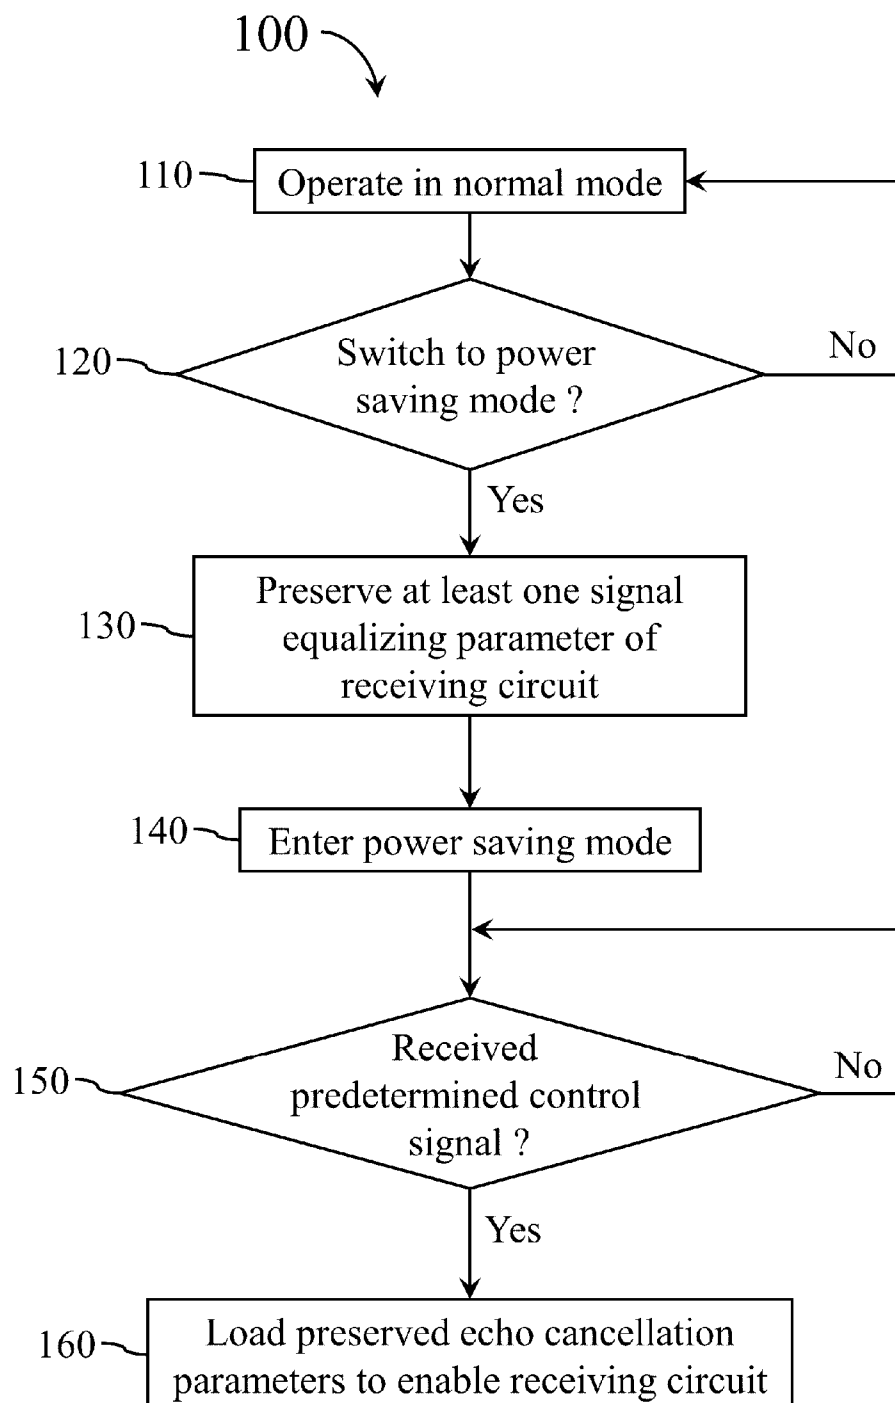 100
110
Operate in normal mode
120
Switch to power
saving mode ?
No
Yes
130
Preserve at least one signal
equalizing parameter of
receiving circuit
140
Enter power saving mode
150
Received
predetermined control
signal ?
No
Yes
160
Load preserved echo cancellation
parameters to enable receiving circuit